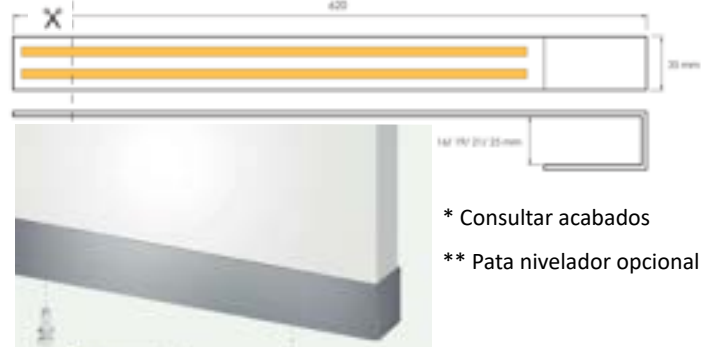 620
35 mm
16/ 19/ 21/ 25 mm
* Consultar acabados
** Pata nivelador opcional